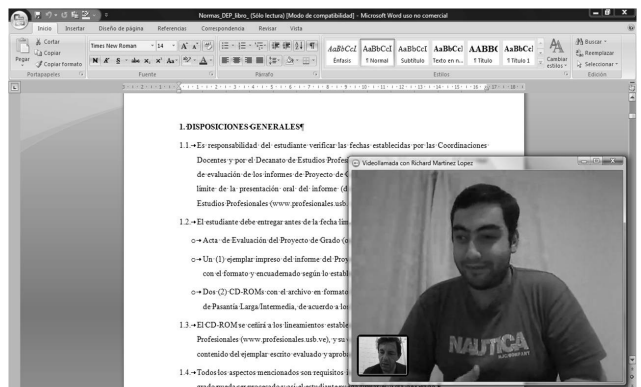 Normas_DEP_libro_ (Sólo lectura) [Modo de compatibilidad] - Microsoft Word uso no comercial
Inicio Insertar Diseño de página Referencias Correspondencia Revisar Vista
Cortar
Copiar
Copiar formato
Pegar
Times New Roman 14
AaBbCcI AaBbCcI AaBbCcI AaBbCcI AABBC AaBbCcI
Énfasis ¶ Normal Subtítulo Texto en n... ¶ Título ¶ Título 1
Cambiar estilos
Buscar
Reemplazar
Seleccionar
Portapapeles Fuente Párrafo Estilos Edición
1. DISPOSICIONES GENERALES¶
1.1.→Es responsabilidad del estudiante verificar las fechas establecidas por las Coordinaciones
Docentes y por el Decanato de Estudios Profesi
de evaluación de los informes de Proyecto de G
límite de la presentación oral del informe (d
Estudios Profesionales (www.profesionales.usb
1.2.→El estudiante debe entregar antes de la fecha lím
o→Acta de Evaluación del Proyecto de Grado (o
o→Un (1) ejemplar impreso del informe del Proy
con el formato y encuadernado según lo establ
o→Dos (2) CD-ROMs con el archivo en formato
de Pasantía Larga/Intermedia, de acuerdo a los
1.3.→El CD-ROM se ceñirá a los lineamientos estable
Profesionales (www.profesionales.usb.ve), y su v
contenido del ejemplar escrito evaluado y aproba
1.4.→Todos los aspectos mencionados son requisitos i
Videollamada con Richard Martinez Lopez
NAUTICA